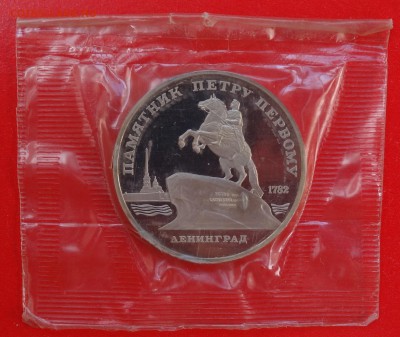 ПАМЯТНИК ПЕТРУ ПЕРВОМУ
1782
ЛЕНИНГРАД